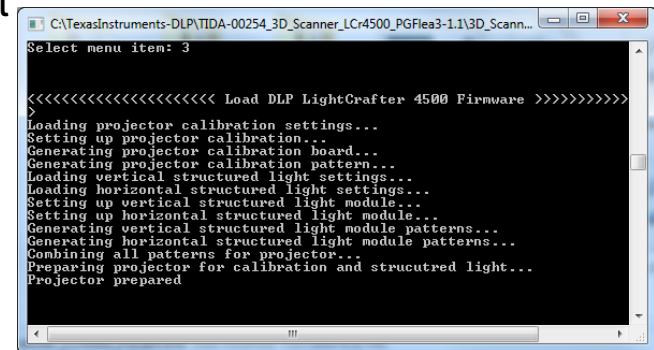 C:\TexasInstruments-DLP\TIDA-00254_3D_Scanner_LCr4500_PGFlea3-1.1\3D_Scann...
Select menu item: 3
<<<<<<<<<<<<<<<<<<<<<<< Load DLP LightCrafter 4500 Firmware >>>>>>>>>>>
>
Loading projector calibration settings...
Setting up projector calibration...
Generating projector calibration board...
Generating projector calibration pattern...
Loading vertical structured light settings...
Loading horizontal structured light settings...
Setting up vertical structured light module...
Setting up horizontal structured light module...
Generating vertical structured light module patterns...
Generating horizontal structured light module patterns...
Combining all patterns for projector...
Preparing projector for calibration and strucutred light...
Projector prepared